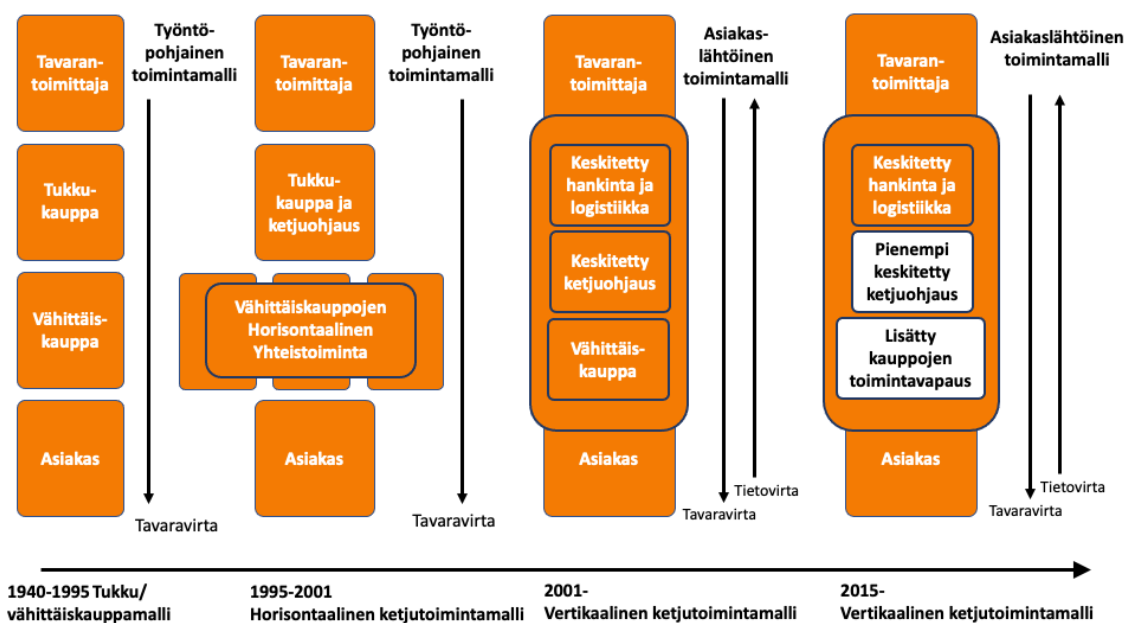 Tavaran-
toimittaja
Työntö-
pohjainen
toimintamalli
Tukku-
kauppa
Vähittäis-
kauppa
Asiakas
Tavaravirta
Tavaran-
toimittaja
Työntö-
pohjainen
toimintamalli
Tukku-
kauppa ja
ketjuohjaus
Vähittäiskauppojen
Horisontaalinen
Yhteistoiminta
Asiakas
Tavaravirta
Tavaran-
toimittaja
Asiakas-
lähtöinen
toimintamalli
Keskitetty
hankinta ja
logistiikka
Keskitetty
ketjuohjaus
Vähittäis-
kauppa
Asiakas
Tietovirta
Tavaravirta
Tavaran-
toimittaja
Asiakaslähtöinen
toimintamalli
Keskitetty
hankinta ja
logistiikka
Pienempi
keskitetty
ketjuohjaus
Lisätty
kauppojen
toimintavapaus
Asiakas
Tietovirta
Tavaravirta
1940-1995 Tukku/
vähittäiskauppamalli
1995-2001
Horisontaalinen ketjutoimintamalli
2001-
Vertikaalinen ketjutoimintamalli
2015-
Vertikaalinen ketjutoimintamalli